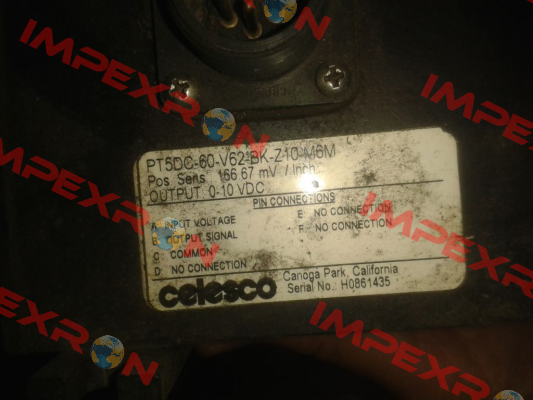 IMPEXRON
IMPEXRON
IMPEXRON
PT5DC-60-V62-BK-Z10-M6M
Pos Sens: 166.67 mV / Inch
OUTPUT: 0-10 VDC
PIN CONNECTIONS
A INPUT VOLTAGE
E NO CONNECTION
B OUTPUT SIGNAL
F NO CONNECTION
C COMMON
D NO CONNECTION
celesco
Canoga Park, California
Serial No.: H0861435
IMPEXRON
IMPEXRON